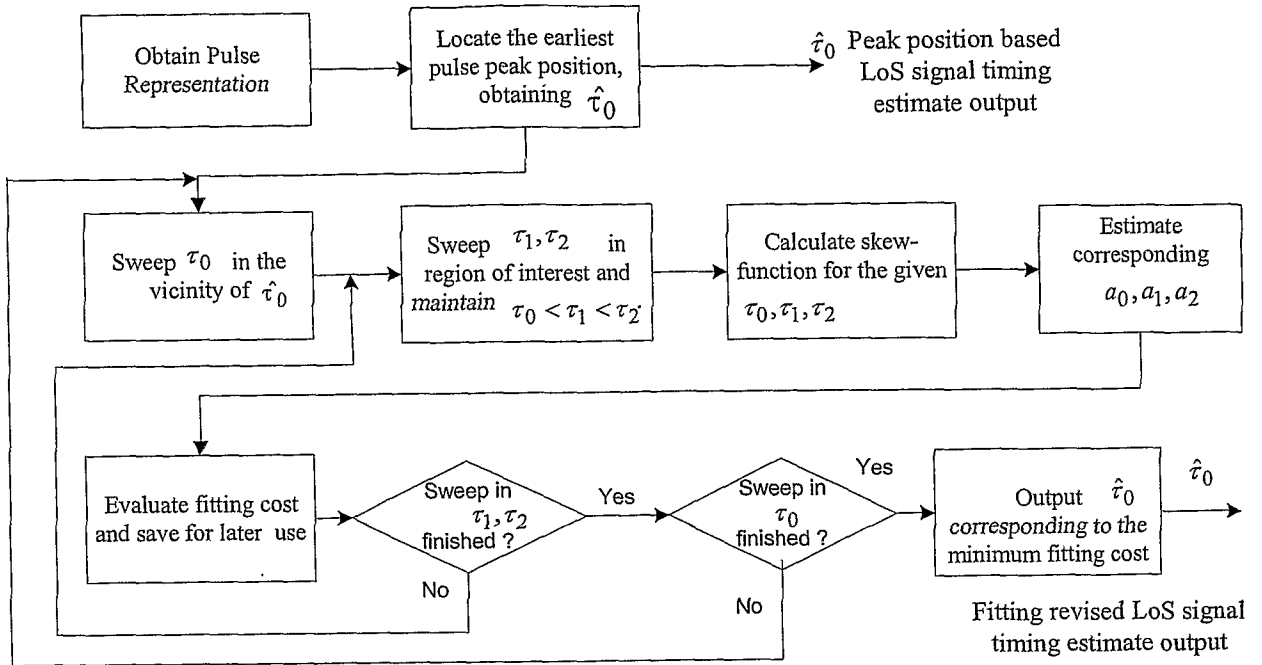 Obtain Pulse
Representation
Locate the earliest
pulse peak position,
obtaining τ̂0
τ̂0 Peak position based
LoS signal timing
estimate output
Sweep τ0 in the
vicinity of τ̂0
Sweep τ1,τ2 in
region of interest and
maintain τ0<τ1<τ2.
Calculate skew-
function for the given
τ0,τ1,τ2
Estimate
corresponding
a0,a1,a2
Evaluate fitting cost
and save for later use
Sweep in
τ1,τ2
finished ?
Yes
No
Sweep in
τ0
finished ?
Yes
No
Output τ̂0
corresponding to the
minimum fitting cost
τ̂0
Fitting revised LoS signal
timing estimate output